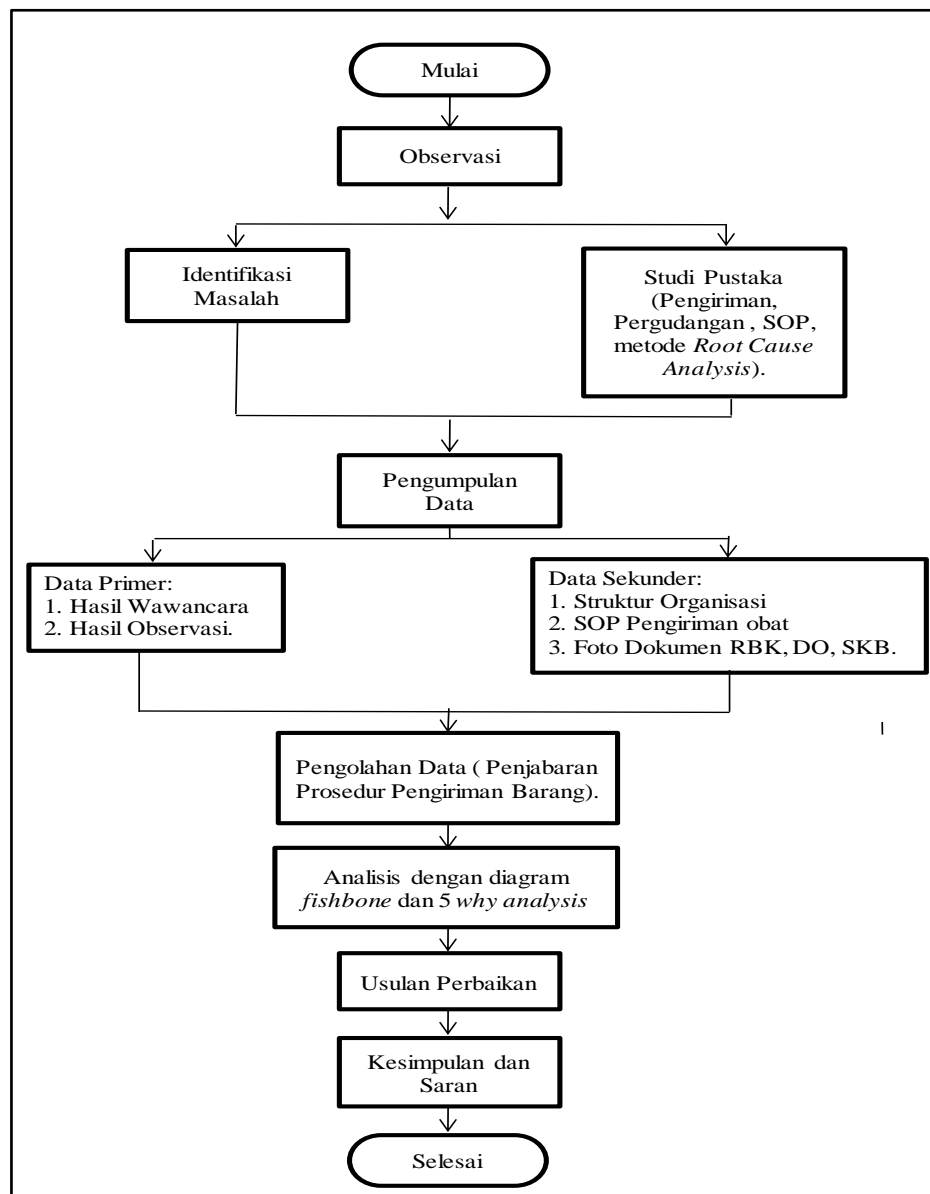 Mulai
Observasi
Identifikasi
Masalah
Studi Pustaka
(Pengiriman,
Pergudangan , SOP,
metode Root Cause
Analysis).
Pengumpulan
Data
Data Primer:
1. Hasil Wawancara
2. Hasil Observasi.
Data Sekunder:
1. Struktur Organisasi
2. SOP Pengiriman obat
3. Foto Dokumen RBK, DO, SKB.
Pengolahan Data ( Penjabaran
Prosedur Pengiriman Barang).
Analisis dengan diagram
fishbone dan 5 why analysis
Usulan Perbaikan
Kesimpulan dan
Saran
Selesai